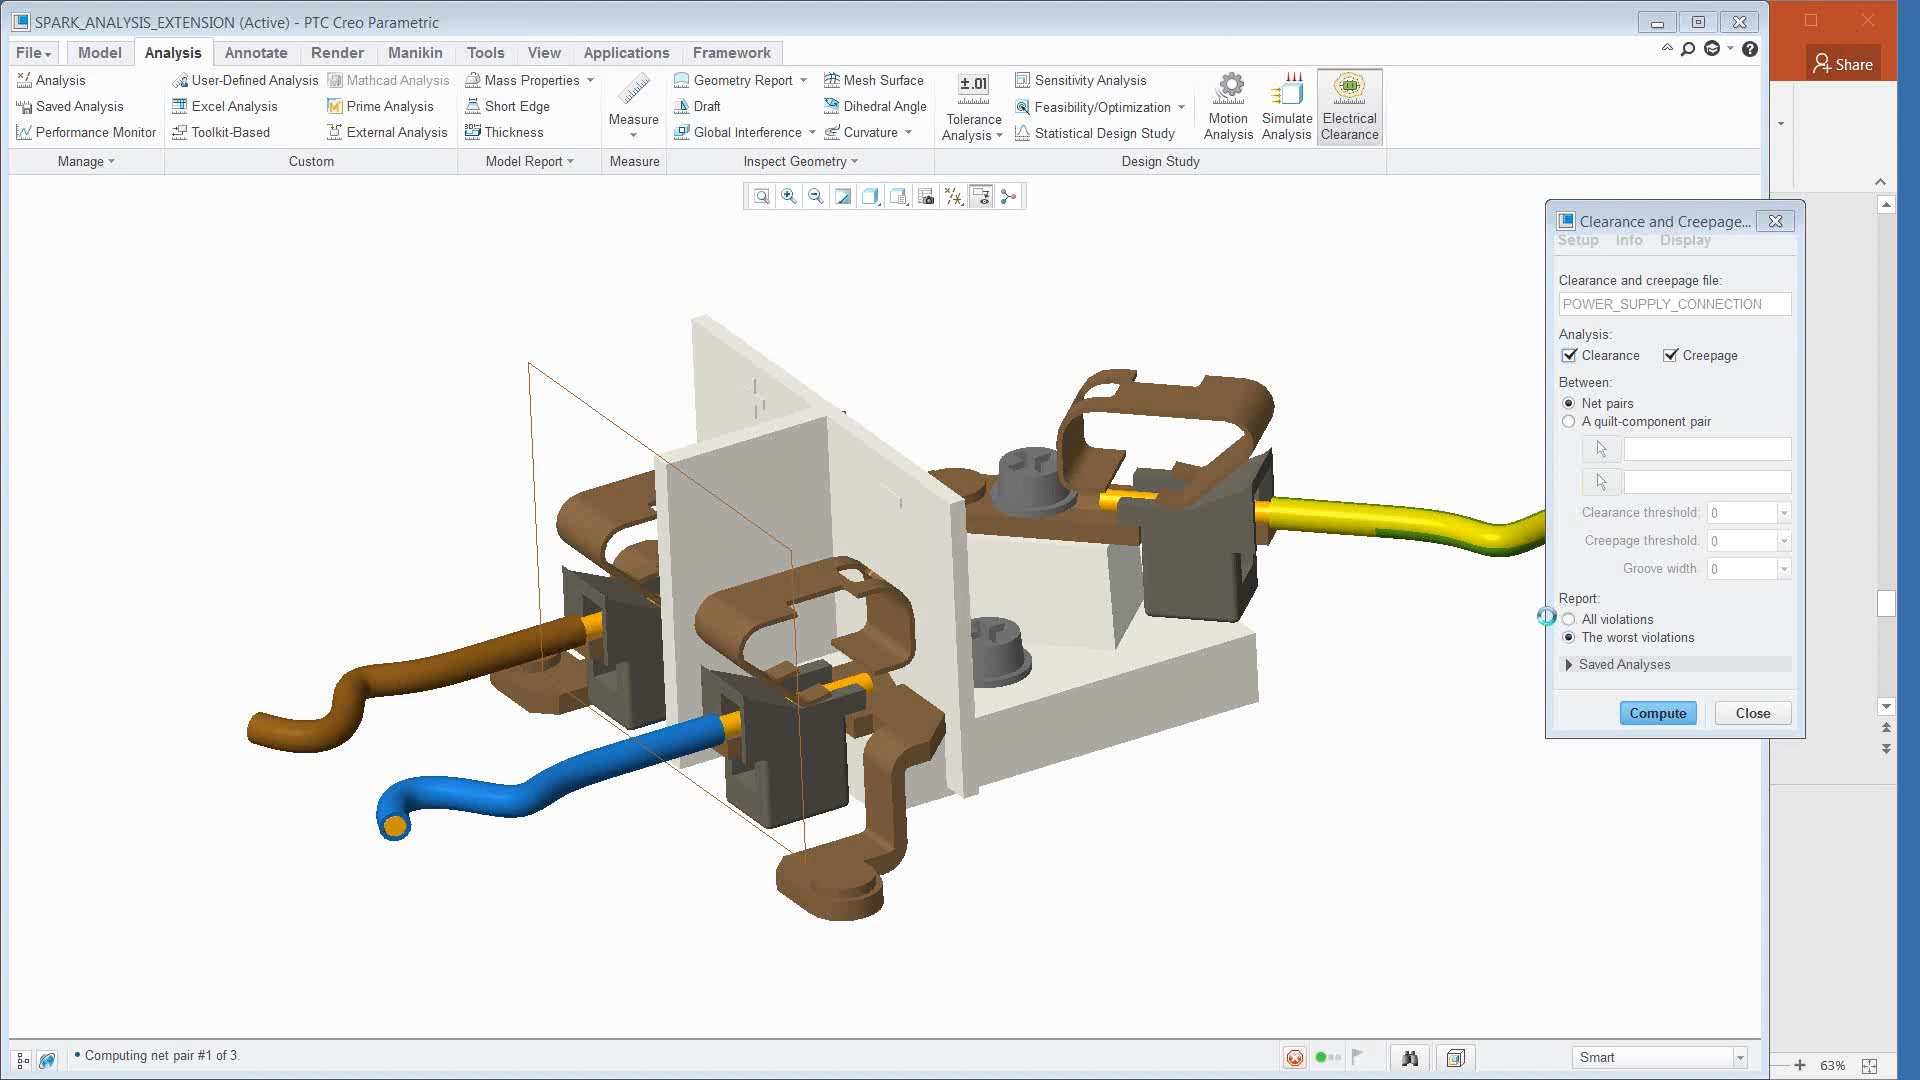 SPARK_ANALYSIS_EXTENSION (Active) - PTC Creo Parametric
File Model Analysis Annotate Render Manikin Tools View Applications Framework
Share
Analysis
Saved Analysis
Performance Monitor
Manage
User-Defined Analysis
Excel Analysis
Toolkit-Based
Mathcad Analysis
Prime Analysis
External Analysis
Custom
Mass Properties
Short Edge
Thickness
Model Report
Measure
Measure
Geometry Report
Draft
Global Interference
Mesh Surface
Dihedral Angle
Curvature
Inspect Geometry
±.01
Tolerance
Analysis
Sensitivity Analysis
Feasibility/Optimization
Statistical Design Study
Motion
Analysis
Simulate
Analysis
Electrical
Clearance
Design Study
Clearance and Creepage...
Setup Info Display
Clearance and creepage file:
POWER_SUPPLY_CONNECTION
Analysis:
Clearance Creepage
Between:
Net pairs
A quilt-component pair
Clearance threshold: 0
Creepage threshold. 0
Groove width 0
Report:
All violations
The worst violations
Saved Analyses
Compute Close
• Computing net pair #1 of 3.
Smart
63%